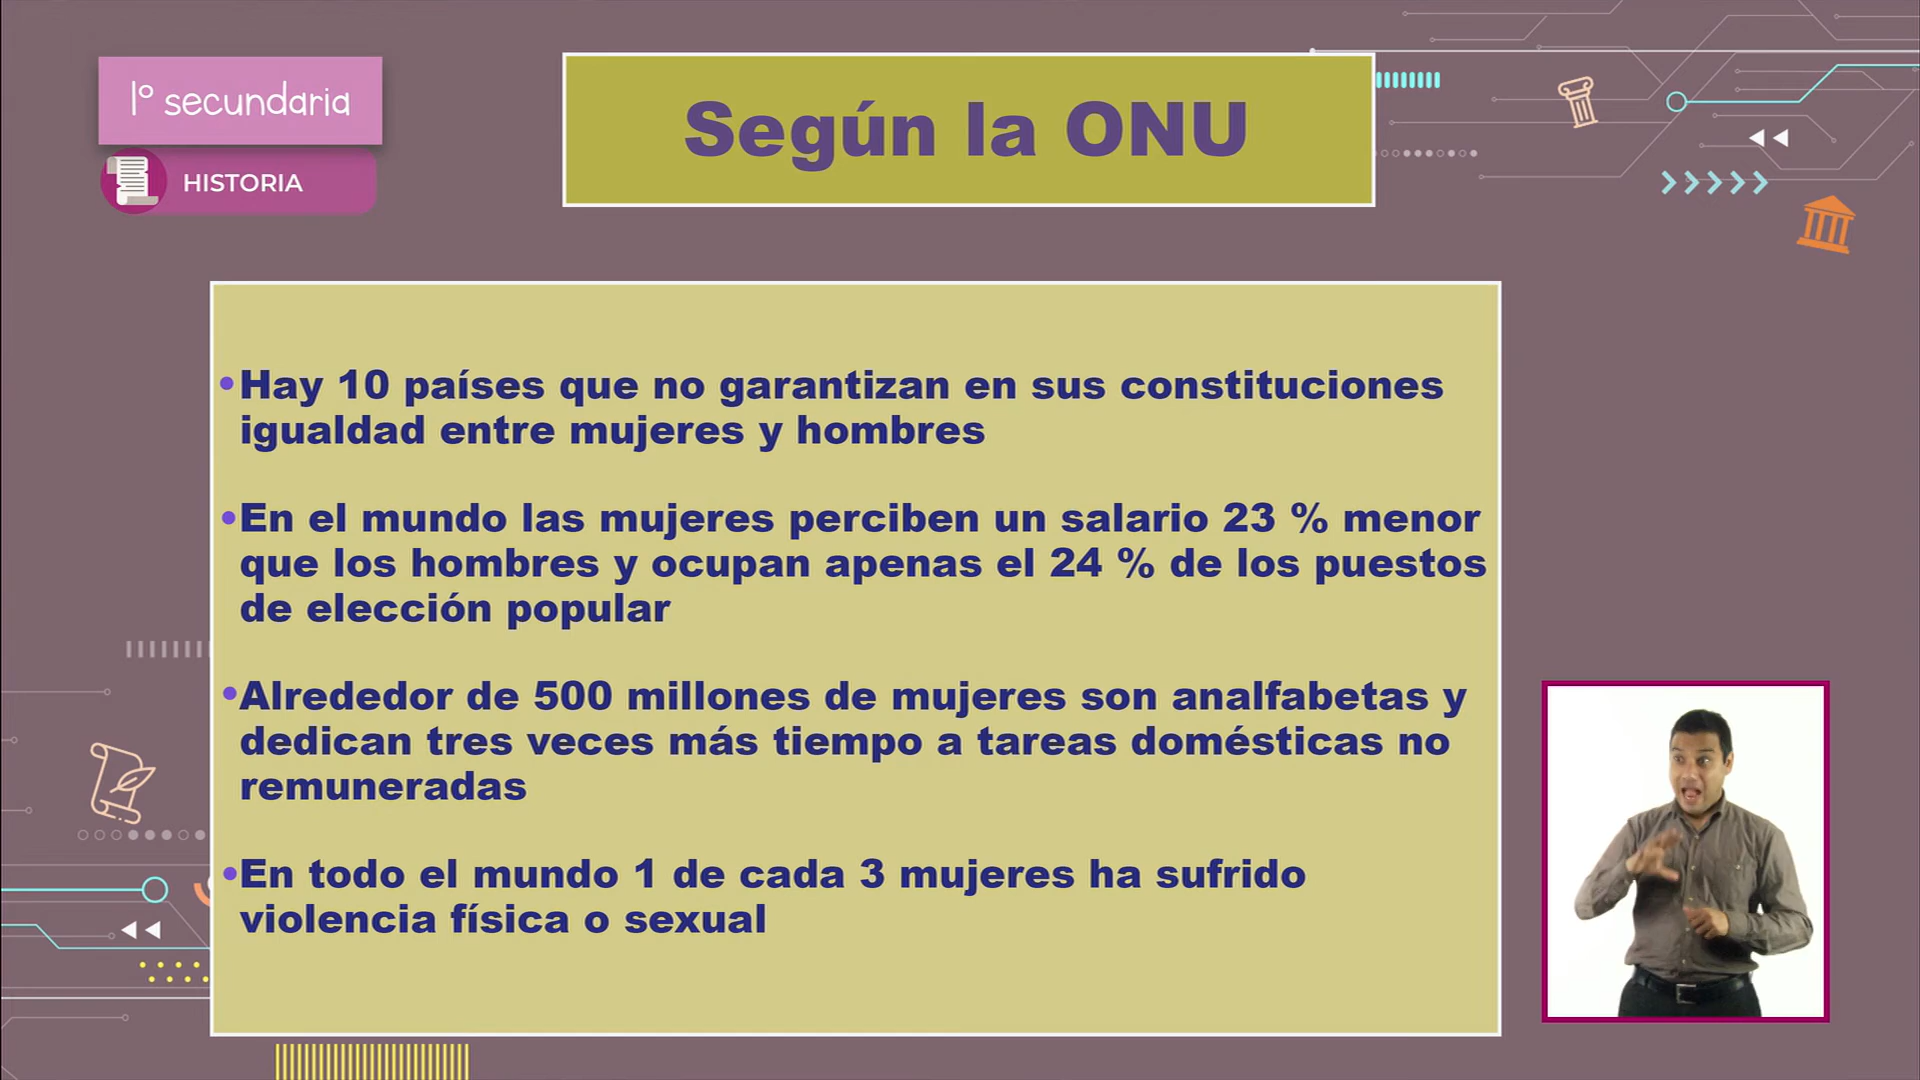 1° secundaria
HISTORIA
Según la ONU
•Hay 10 países que no garantizan en sus constituciones
igualdad entre mujeres y hombres
•En el mundo las mujeres perciben un salario 23 % menor
que los hombres y ocupan apenas el 24 % de los puestos
de elección popular
•Alrededor de 500 millones de mujeres son analfabetas y
dedican tres veces más tiempo a tareas domésticas no
remuneradas
•En todo el mundo 1 de cada 3 mujeres ha sufrido
violencia física o sexual